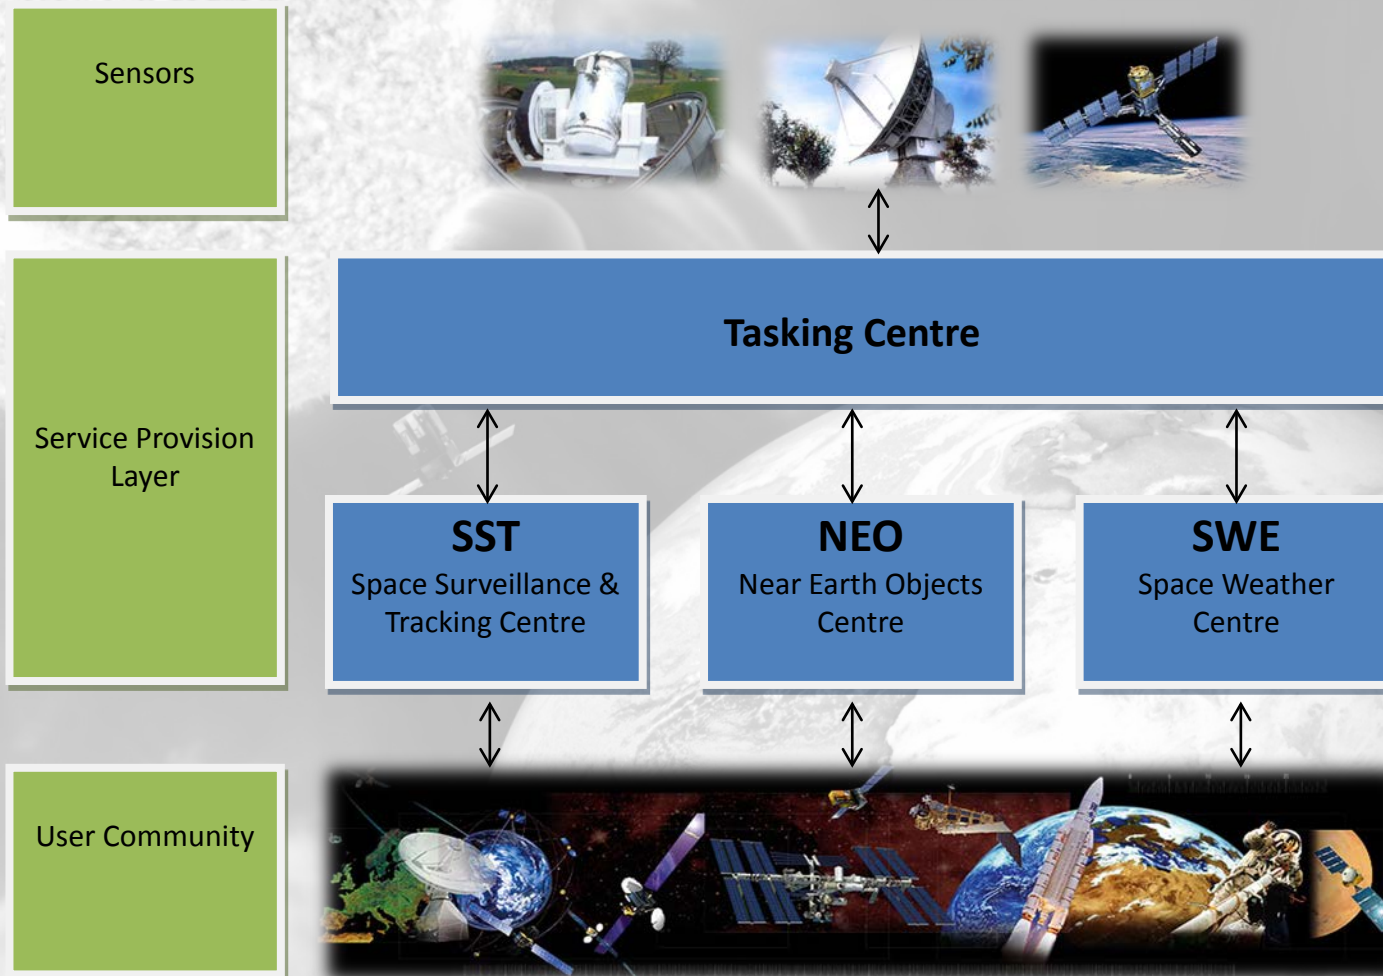 Sensors
Tasking Centre
Service Provision
Layer
SST
Space Surveillance &
Tracking Centre
NEO
Near Earth Objects
Centre
SWE
Space Weather
Centre
User Community